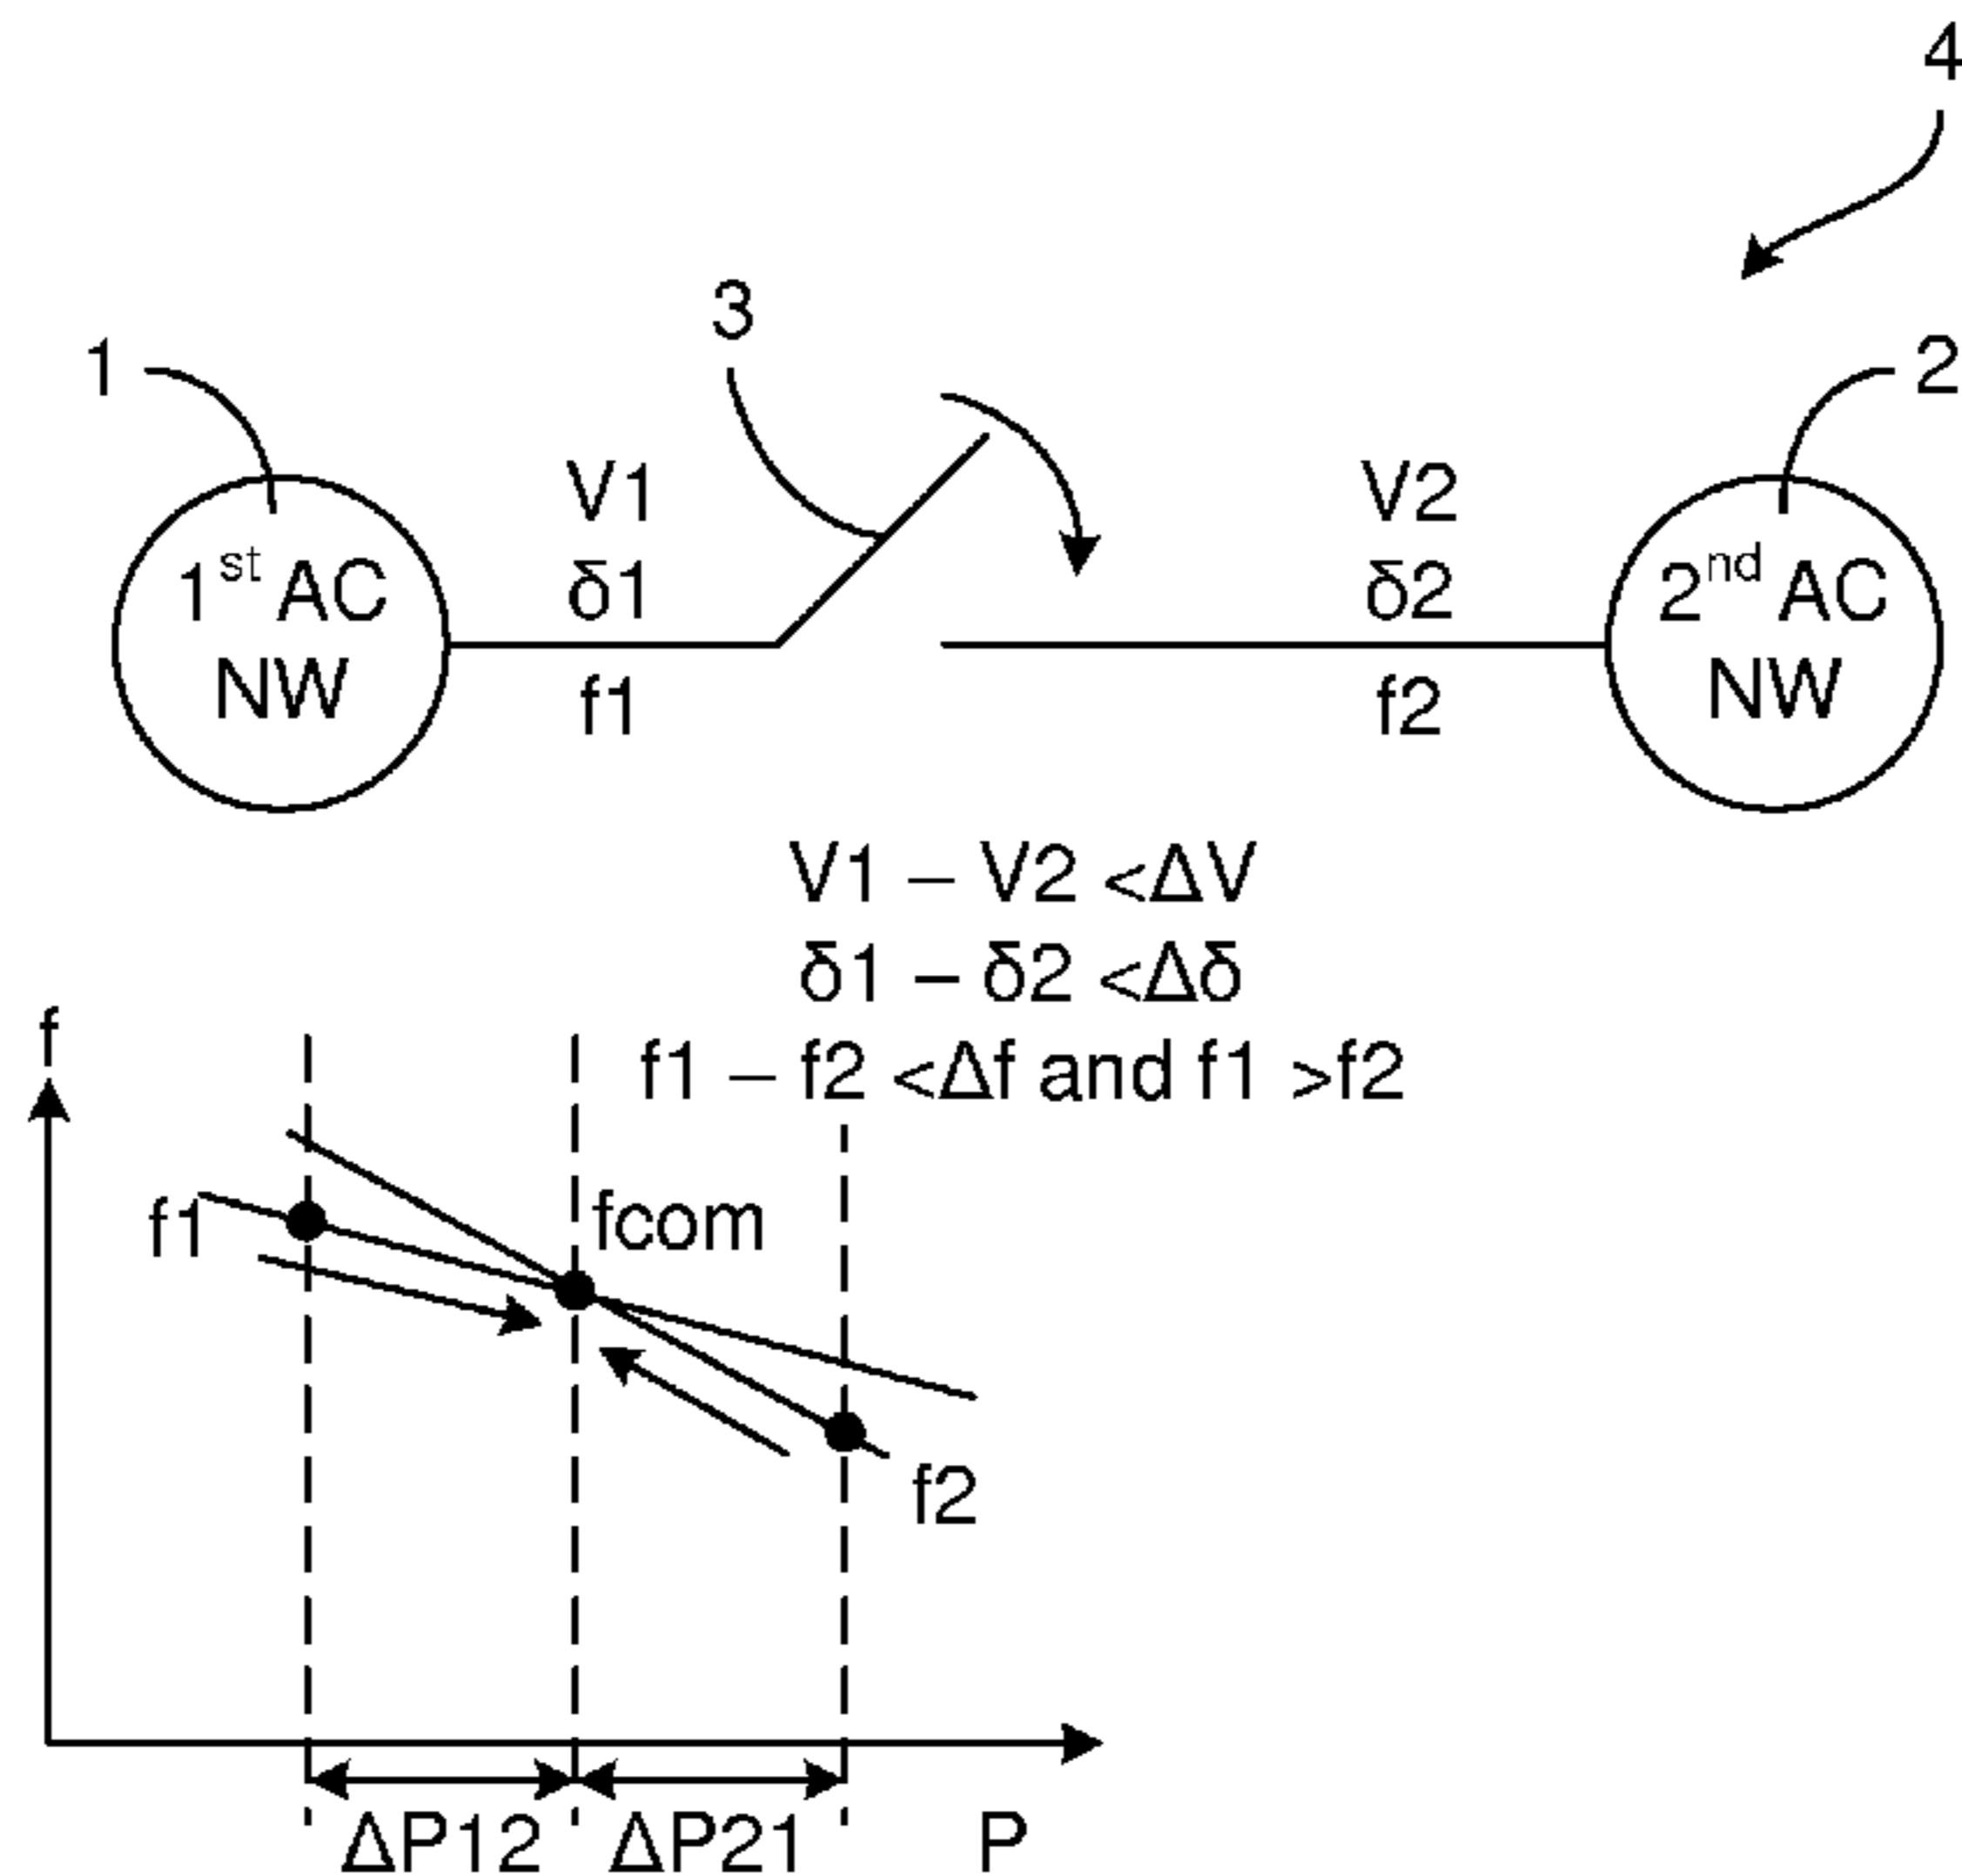 4
3
1
2
V1
δ1
f1
V2
δ2
f2
1st AC
NW
2nd AC
NW
V1 – V2 <ΔV
δ1 – δ2 <Δδ
f1 – f2 <Δf and f1 >f2
f
f1
fcom
f2
ΔP12
ΔP21
P